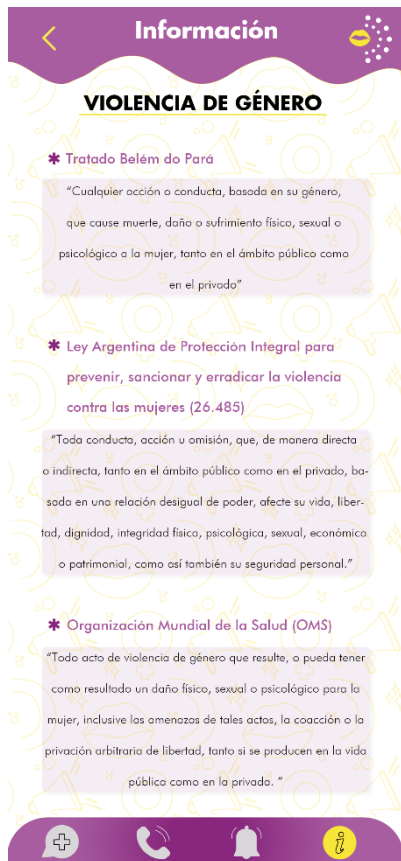 Información
VIOLENCIA DE GÉNERO
* Tratado Belém do Pará
“Cualquier acción o conducta, basada en su género,
que cause muerte, daño o sufrimiento físico, sexual o
psicológico a la mujer, tanto en el ámbito público como
en el privado”
* Ley Argentina de Protección Integral para
prevenir, sancionar y erradicar la violencia
contra las mujeres (26.485)
“Toda conducta, acción u omisión, que, de manera directa
o indirecta, tanto en el ámbito público como en el privado, ba-
sada en una relación desigual de poder, afecte su vida, liber-
tad, dignidad, integridad físico, psicológica, sexual, económica
o patrimonial, como así también su seguridad personal.”
* Organización Mundial de la Salud (OMS)
“Todo acto de violencia de género que resulte, o pueda tener
como resultado un daño físico, sexual o psicológico para la
mujer, inclusive las amenazas de tales actos, la coacción o la
privación arbitraria de libertad, tanto si se producen en la vida
pública como en la privada. ”
i